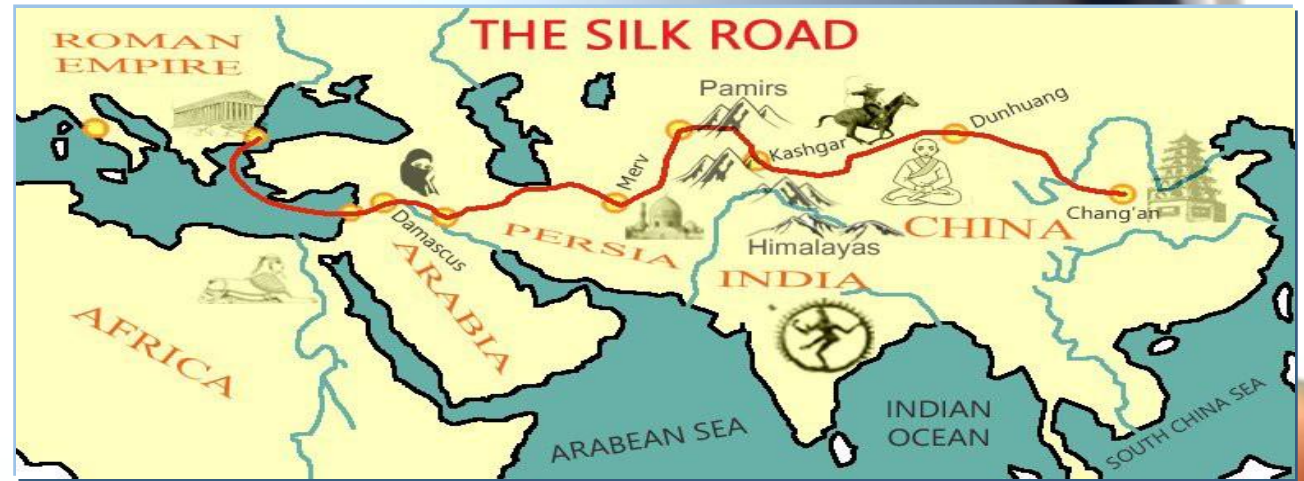 THE SILK ROAD
ROMAN
EMPIRE
Pamirs
Dunhuang
Kashgar
Merv
Chang'an
Damascus
PERSIA
CHINA
Himalayas
ARABIA
INDIA
AFRICA
INDIAN
OCEAN
ARABEAN SEA
SOUTH CHINA SEA